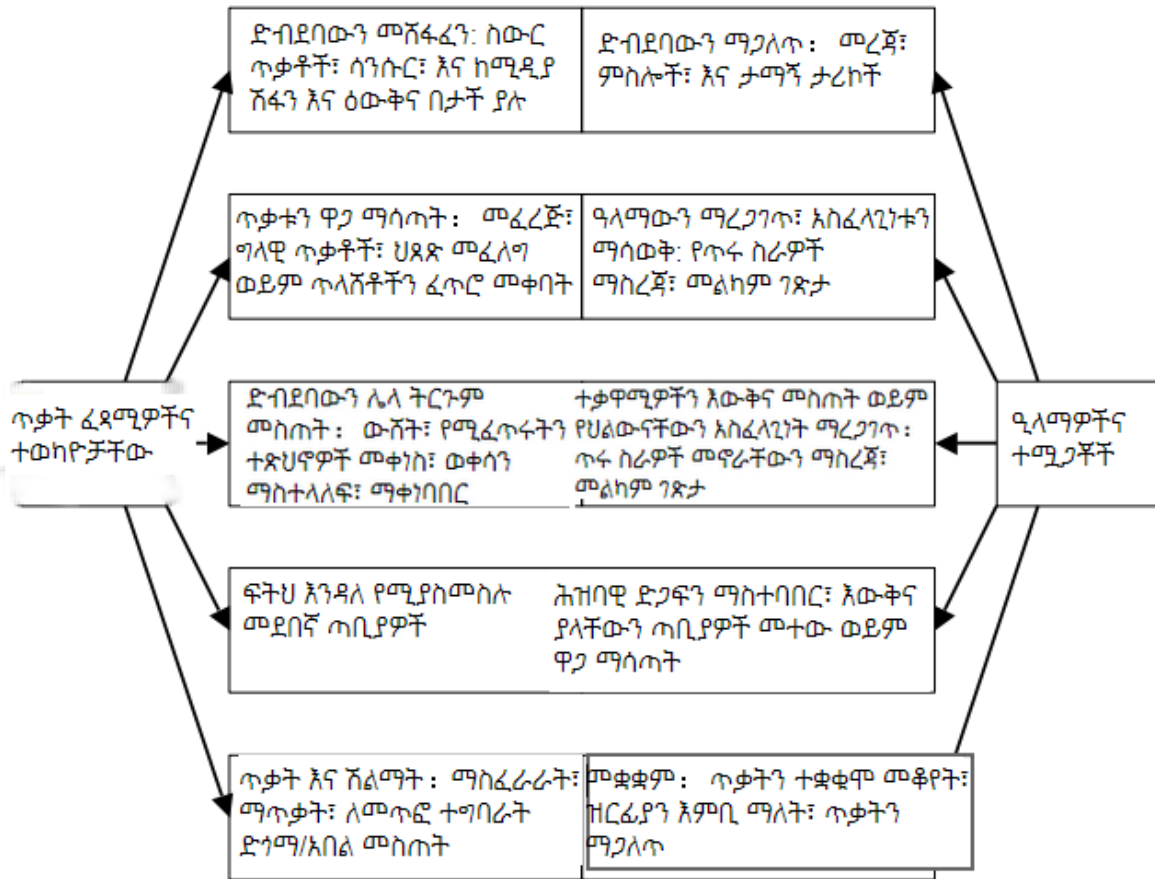 ድብደባውን መሸፋፈን: ስውር
ጥቃቶች፣ ሳንሱር፣ እና ከሚዲያ
ሽፋን እና ዕውቅና በታች ያሉ
ድብደባውን ማጋለጥ፡ መረጃ፣
ምስሎች፣ እና ታማኝ ታሪኮች
ጥቃቱን ዋጋ ማሳጣት፡ መፈረጅ፣
ግላዊ ጥቃቶች፣ ህጸጽ መፈለግ
ወይም ጥላሸቶችን ፈጥሮ መቀባት
ዓላማውን ማረጋገጥ፣ አስፈላጊነቱን
ማሳወቅ: የጥሩ ስራዎች
ማስረጃ፣ መልካም ገጽታ
ጥቃት ፈጻሚዎችና
ተወካዮቻቸው
ድብደባውን ሌላ ትርጉም
መስጠት፡ ውሸት፣ የሚፈጥሩትን
ተጽህኖዎች መቀነስ፣ ወቀሳን
ማስተላለፍ፣ ማቀነባበር
ተቃዋሚዎችን እውቅና መስጠት ወይም
የህልውናቸውን አስፈላጊነት ማረጋገጥ፡
ጥሩ ስራዎች መኖራቸውን ማስረጃ፣
መልካም ገጽታ
ዒላማዎችና
ተሟጋቾች
ፍትህ እንዳለ የሚያስመስሉ
መደበኛ ጣቢያዎች
ሕዝባዊ ድጋፍን ማስተባበር፣ እውቅና
ያላቸውን ጣቢያዎች መተው ወይም
ዋጋ ማሳጣት
ጥቃት እና ሽልማት፡ ማስፈራራት፣
ማጥቃት፣ ለመጥፎ ተግባራት
ድጎማ/አበል መስጠት
መቋቋም፡ ጥቃትን ተቋቁሞ መቆየት፣
ዝርፊያን እምቢ ማለት፣ ጥቃትን
ማጋለጥ